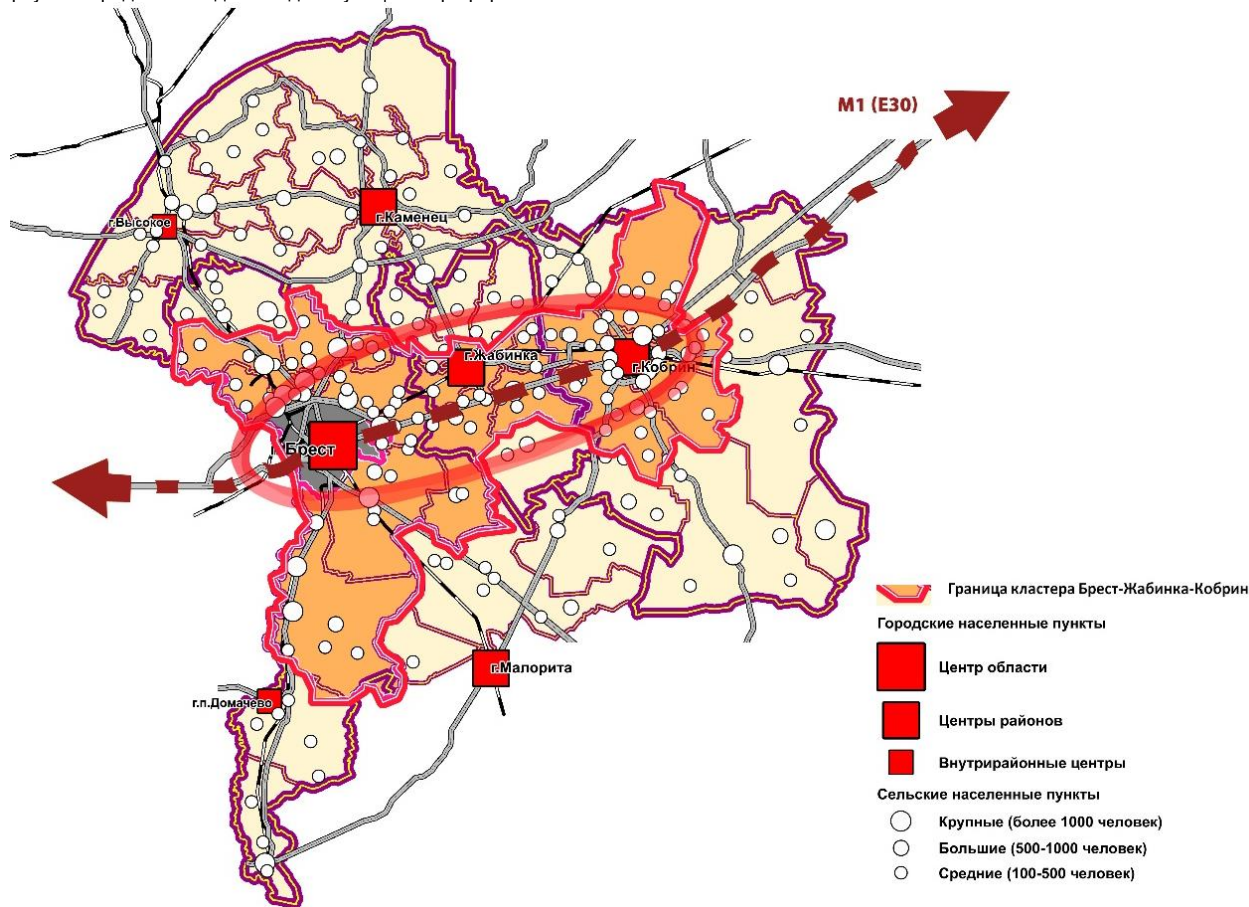 M1 (E30)
г.Высокое
г.Каменец
г.Жабинка
г.Кобрин
Брест
г.Малорита
г.п.Домачево
Граница кластера Брест-Жабинка-Кобрин
Городские населенные пункты
Центр области
Центры районов
Внутрирайонные центры
Сельские населенные пункты
Крупные (более 1000 человек)
Большие (500-1000 человек)
Средние (100-500 человек)